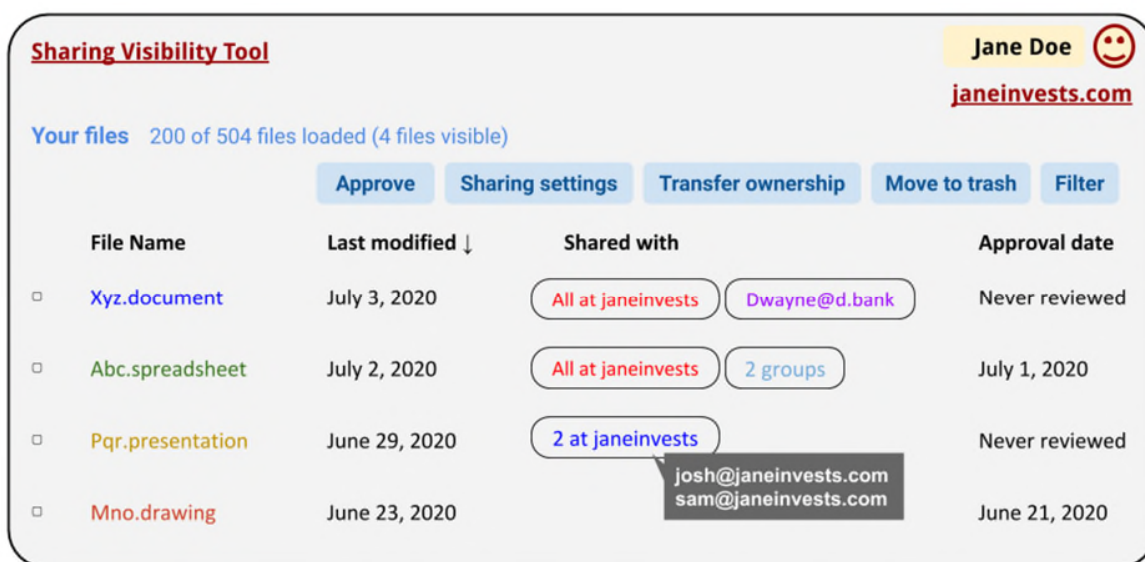 Sharing Visibility Tool
Jane Doe
janeinvests.com
Your files 200 of 504 files loaded (4 files visible)
Approve Sharing settings Transfer ownership Move to trash Filter
File Name Last modified ↓ Shared with Approval date
Xyz.document July 3, 2020 All at janeinvests Dwayne@d.bank Never reviewed
Abc.spreadsheet July 2, 2020 All at janeinvests 2 groups July 1, 2020
Pqr.presentation June 29, 2020 2 at janeinvests Never reviewed
josh@janeinvests.com
sam@janeinvests.com
Mno.drawing June 23, 2020 June 21, 2020